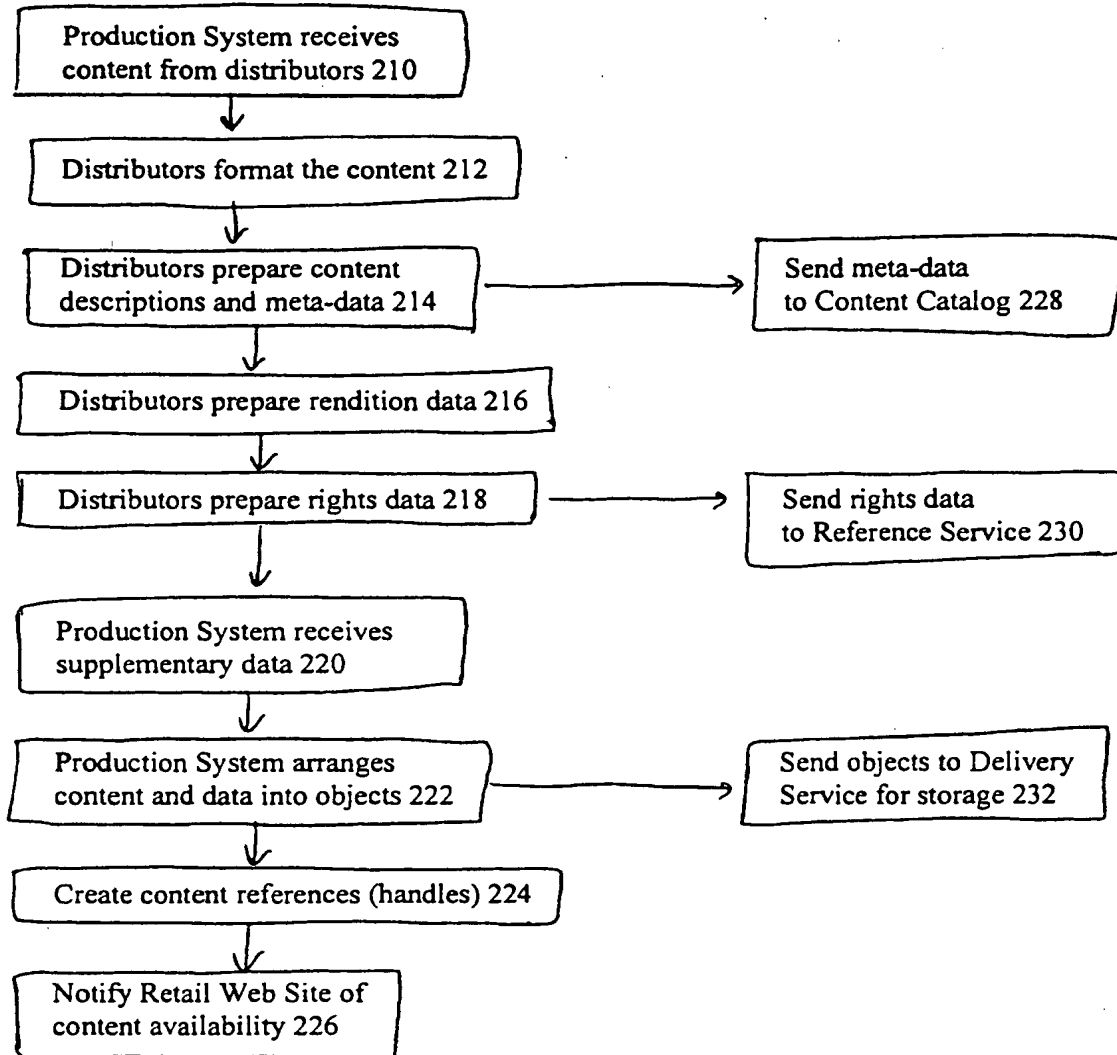 Production System receives
content from distributors 210
Distributors format the content 212
Distributors prepare content
descriptions and meta-data 214
Send meta-data
to Content Catalog 228
Distributors prepare rendition data 216
Distributors prepare rights data 218
Send rights data
to Reference Service 230
Production System receives
supplementary data 220
Production System arranges
content and data into objects 222
Send objects to Delivery
Service for storage 232
Create content references (handles) 224
Notify Retail Web Site of
content availability 226